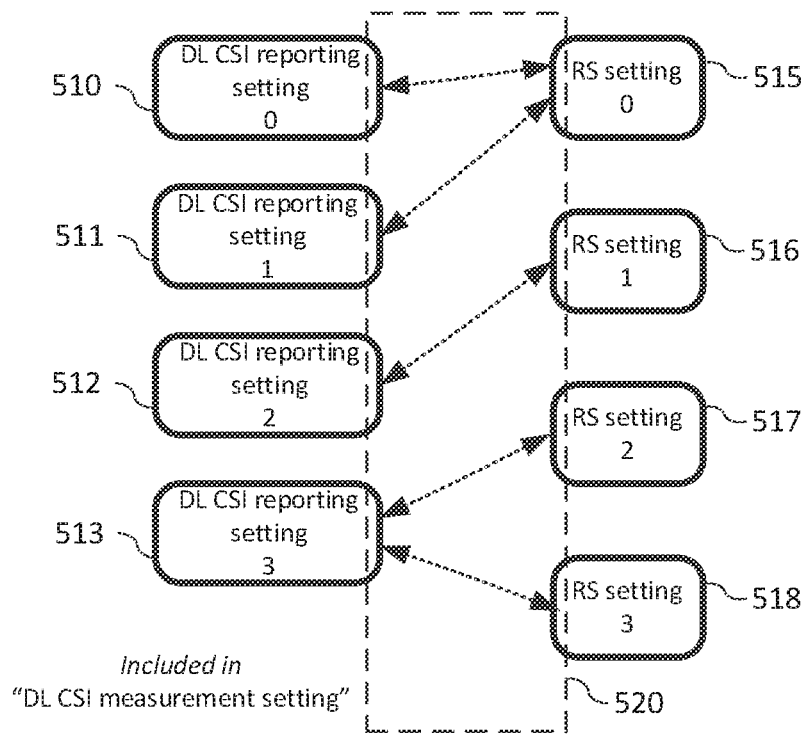 510
DL CSI reporting
setting
0
RS setting
0
515
511
DL CSI reporting
setting
1
RS setting
1
516
512
DL CSI reporting
setting
2
RS setting
2
517
513
DL CSI reporting
setting
3
RS setting
3
518
Included in
"DL CSI measurement setting"
520